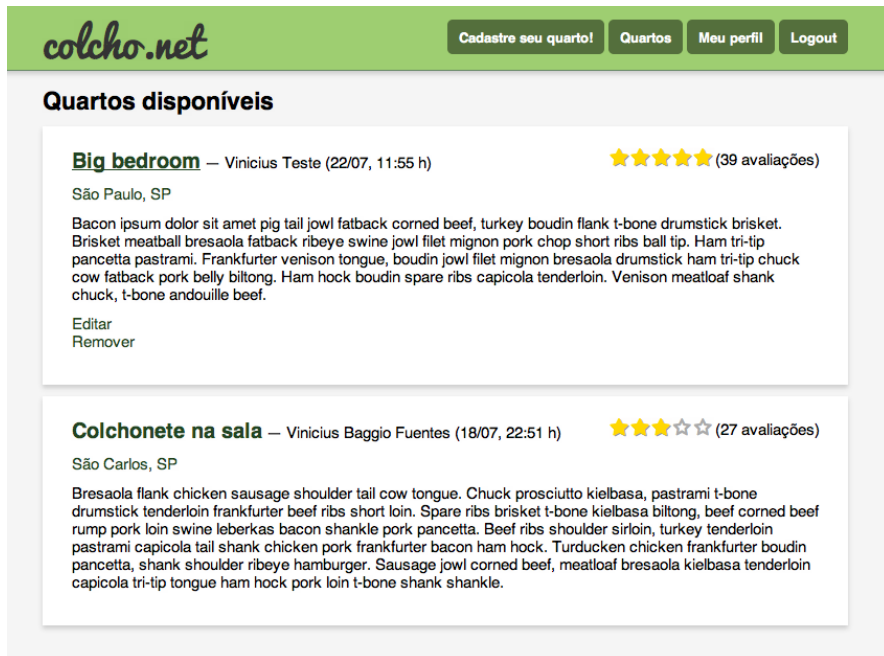 colcho.net
Cadastre seu quarto!
Quartos
Meu perfil
Logout
Quartos disponíveis
Big bedroom — Vinicius Teste (22/07, 11:55 h)
(39 avaliações)
São Paulo, SP
Bacon ipsum dolor sit amet pig tail jowl fatback corned beef, turkey boudin flank t-bone drumstick brisket.
Brisket meatball bresaola fatback ribeye swine jowl filet mignon pork chop short ribs ball tip. Ham tri-tip
pancetta pastrami. Frankfurter venison tongue, boudin jowl filet mignon bresaola drumstick ham tri-tip chuck
cow fatback pork belly biltong. Ham hock boudin spare ribs capicola tenderloin. Venison meatloaf shank
chuck, t-bone andouille beef.
Editar
Remover
Colchonete na sala — Vinicius Baggio Fuentes (18/07, 22:51 h)
(27 avaliações)
São Carlos, SP
Bresaola flank chicken sausage shoulder tail cow tongue. Chuck prosciutto kielbasa, pastrami t-bone
drumstick tenderloin frankfurter beef ribs short loin. Spare ribs brisket t-bone kielbasa biltong, beef corned beef
rump pork loin swine leberkas bacon shankle pork pancetta. Beef ribs shoulder sirloin, turkey tenderloin
pastrami capicola tail shank chicken pork frankfurter bacon ham hock. Turducken chicken frankfurter boudin
pancetta, shank shoulder ribeye hamburger. Sausage jowl corned beef, meatloaf bresaola kielbasa tenderloin
capicola tri-tip tongue ham hock pork loin t-bone shank shankle.